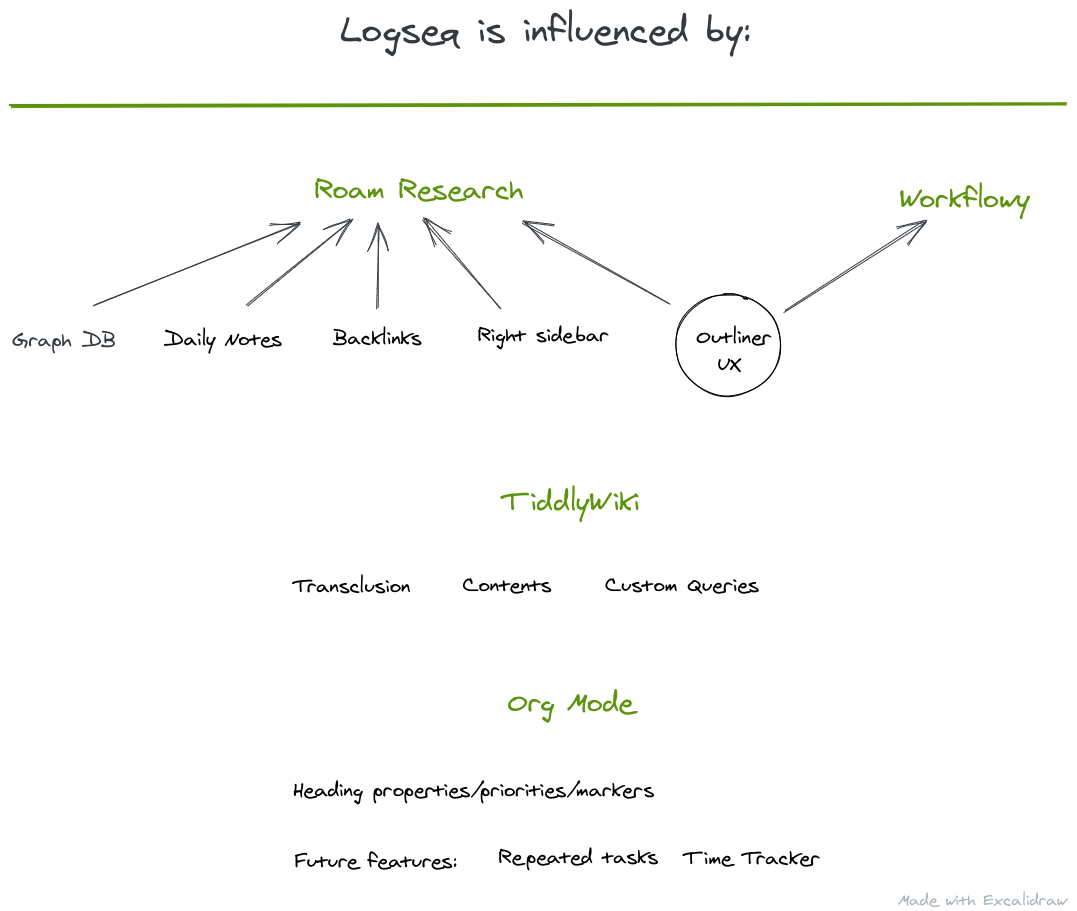 Logseq is influenced by:
Roam Research
Workflowy
Graph DB
Daily Notes
Backlinks
Right sidebar
Outliner
UX
TiddlyWiki
Transclusion
Contents
Custom Queries
Org Mode
Heading properties/priorities/markers
Future features:
Repeated tasks
Time Tracker
Made with Excalidraw